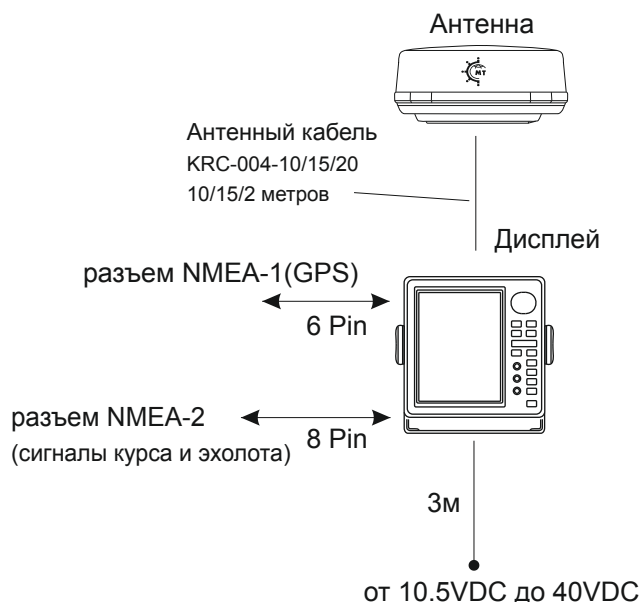 Антенна
МТ
Антенный кабель
KRC-004-10/15/20
10/15/2 метров
Дисплей
разъем NMEA-1(GPS)
6 Pin
разъем NMEA-2
(сигналы курса и эхолота)
8 Pin
3м
от 10.5VDC до 40VDC